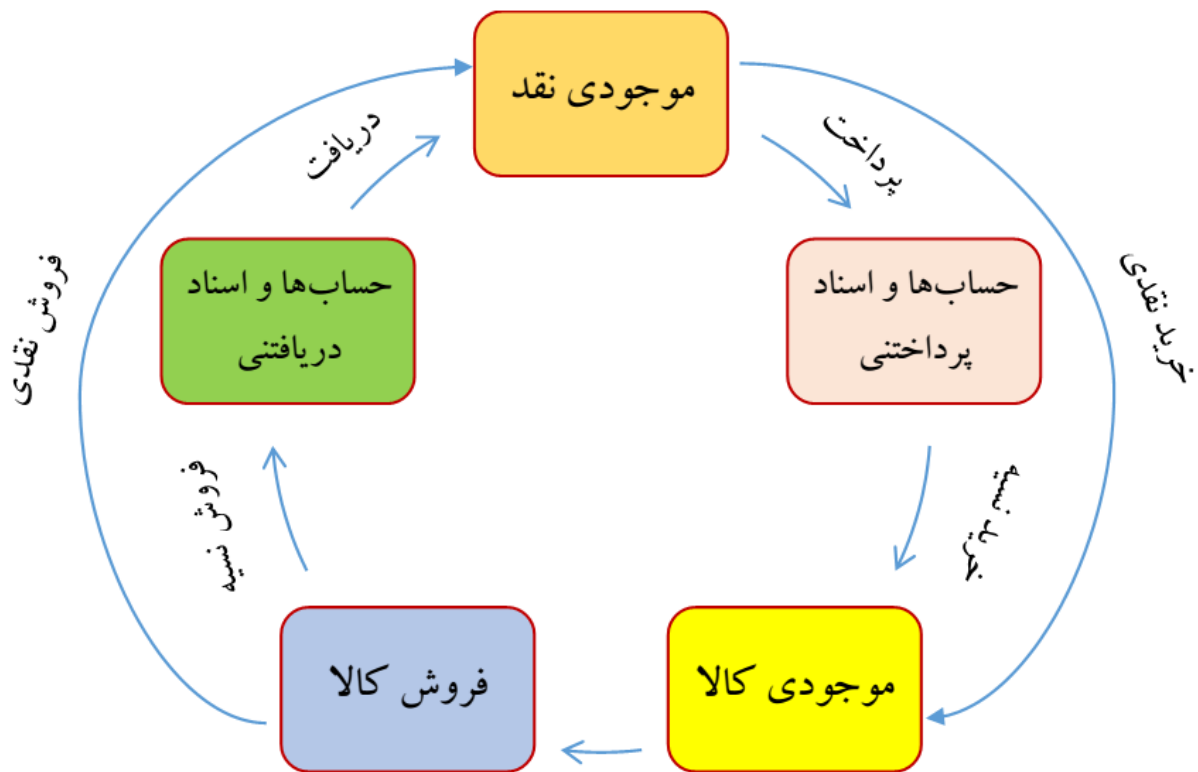 موجودی نقد
دریافت
پرداخت
حساب‌ها و اسناد
پرداختنی
حساب‌ها و اسناد
دریافتنی
خرید نقدی
فروش نقدی
خرید نسیه
فروش نسیه
موجودی کالا
فروش کالا